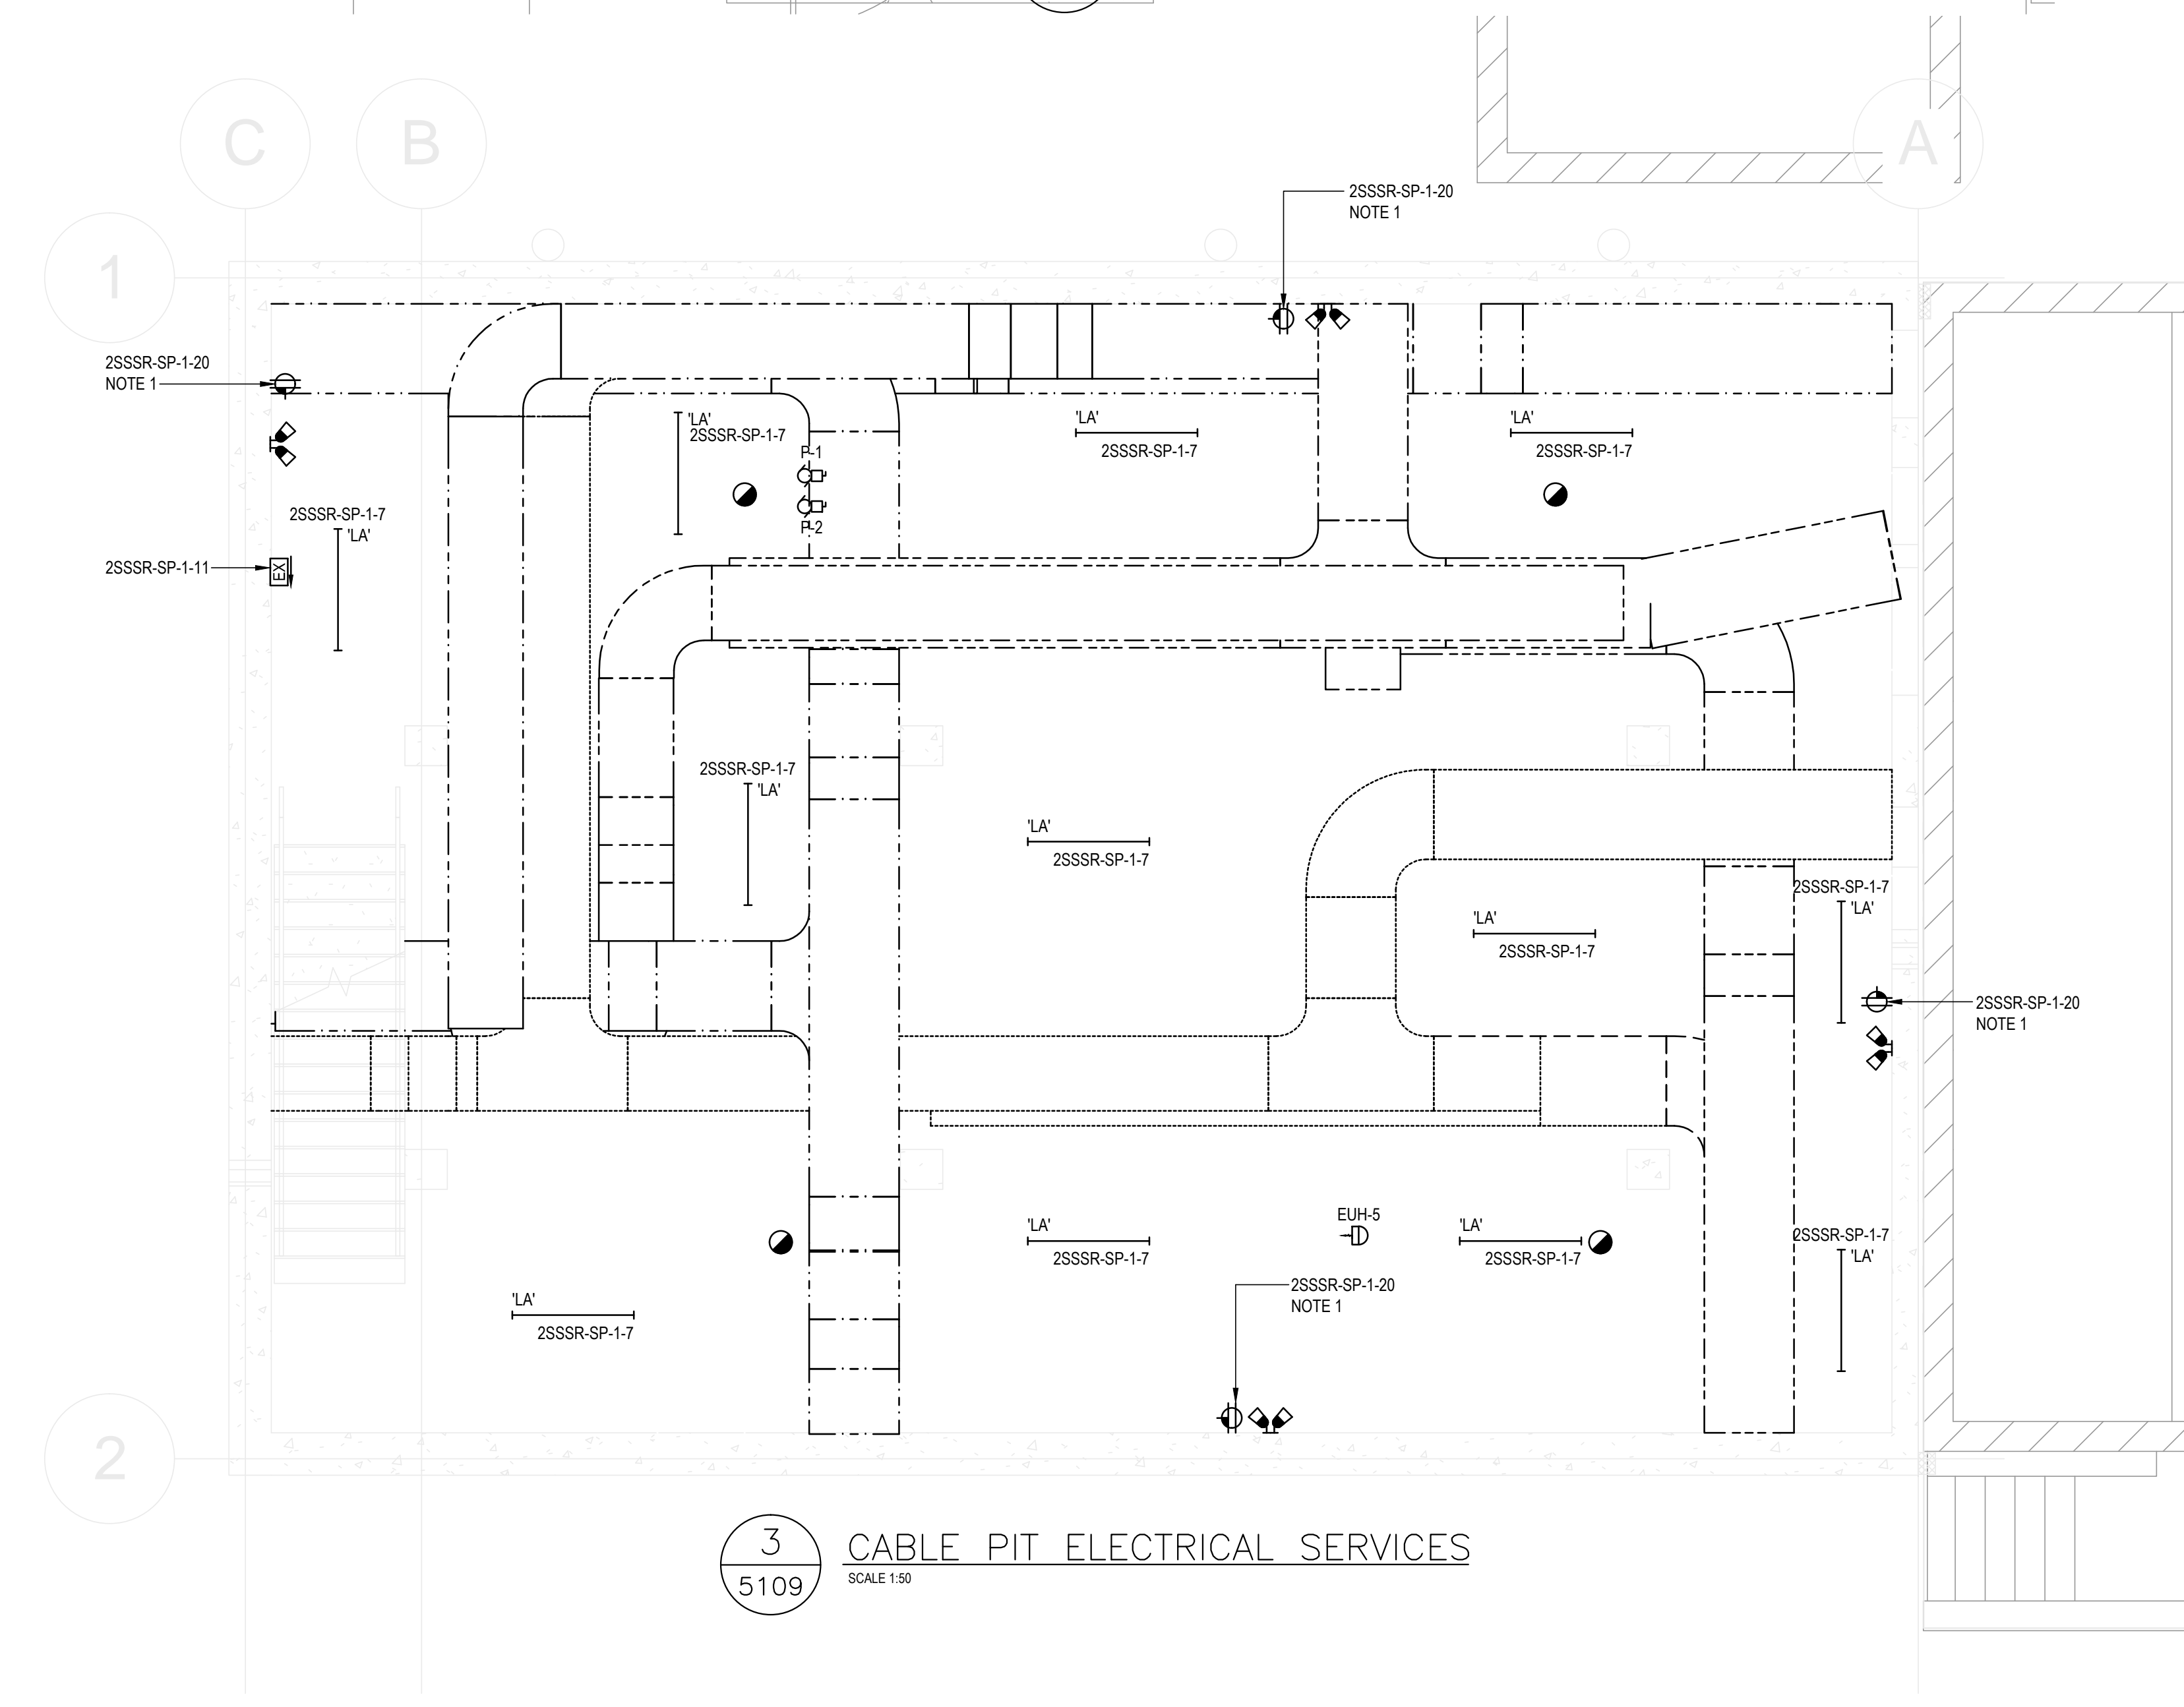 C
B
A
1
2SSSR-SP-1-20
NOTE 1
2SSSR-SP-1-20
NOTE 1
'LA'
2SSSR-SP-1-7
P-1
P-2
'LA'
2SSSR-SP-1-7
'LA'
2SSSR-SP-1-7
2SSSR-SP-1-7
'LA'
2SSSR-SP-1-11
EX
2SSSR-SP-1-7
'LA'
'LA'
2SSSR-SP-1-7
2SSSR-SP-1-7
'LA'
'LA'
2SSSR-SP-1-7
2SSSR-SP-1-20
NOTE 1
'LA'
2SSSR-SP-1-7
EUH-5
'LA'
2SSSR-SP-1-7
2SSSR-SP-1-7
'LA'
2SSSR-SP-1-20
NOTE 1
'LA'
2SSSR-SP-1-7
2
3
5109
CABLE PIT ELECTRICAL SERVICES
SCALE 1:50